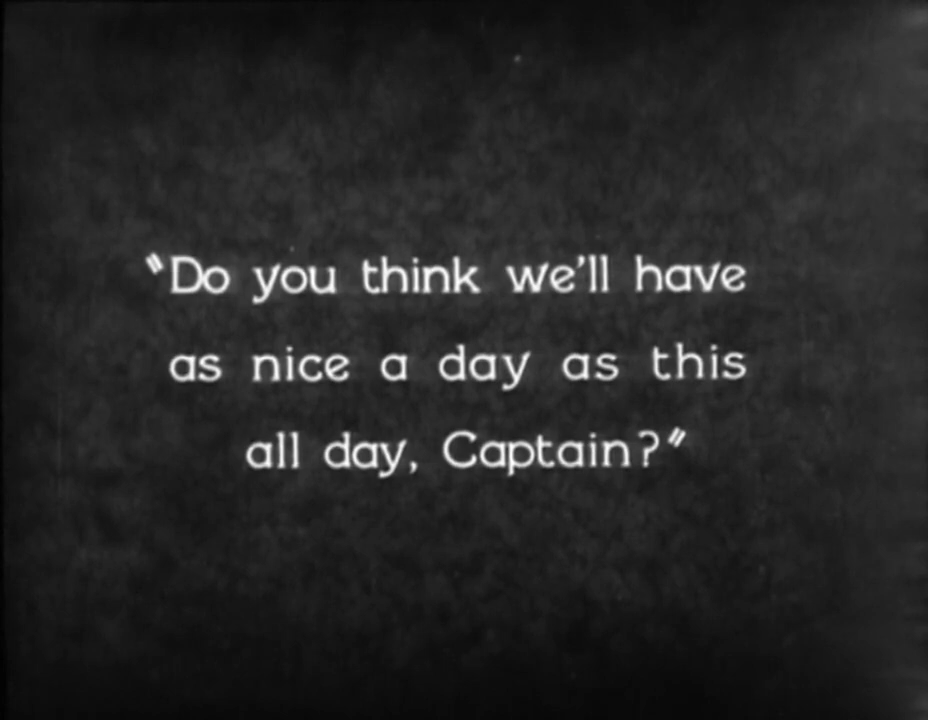 "Do you think we'll have
as nice a day as this
all day, Captain?"